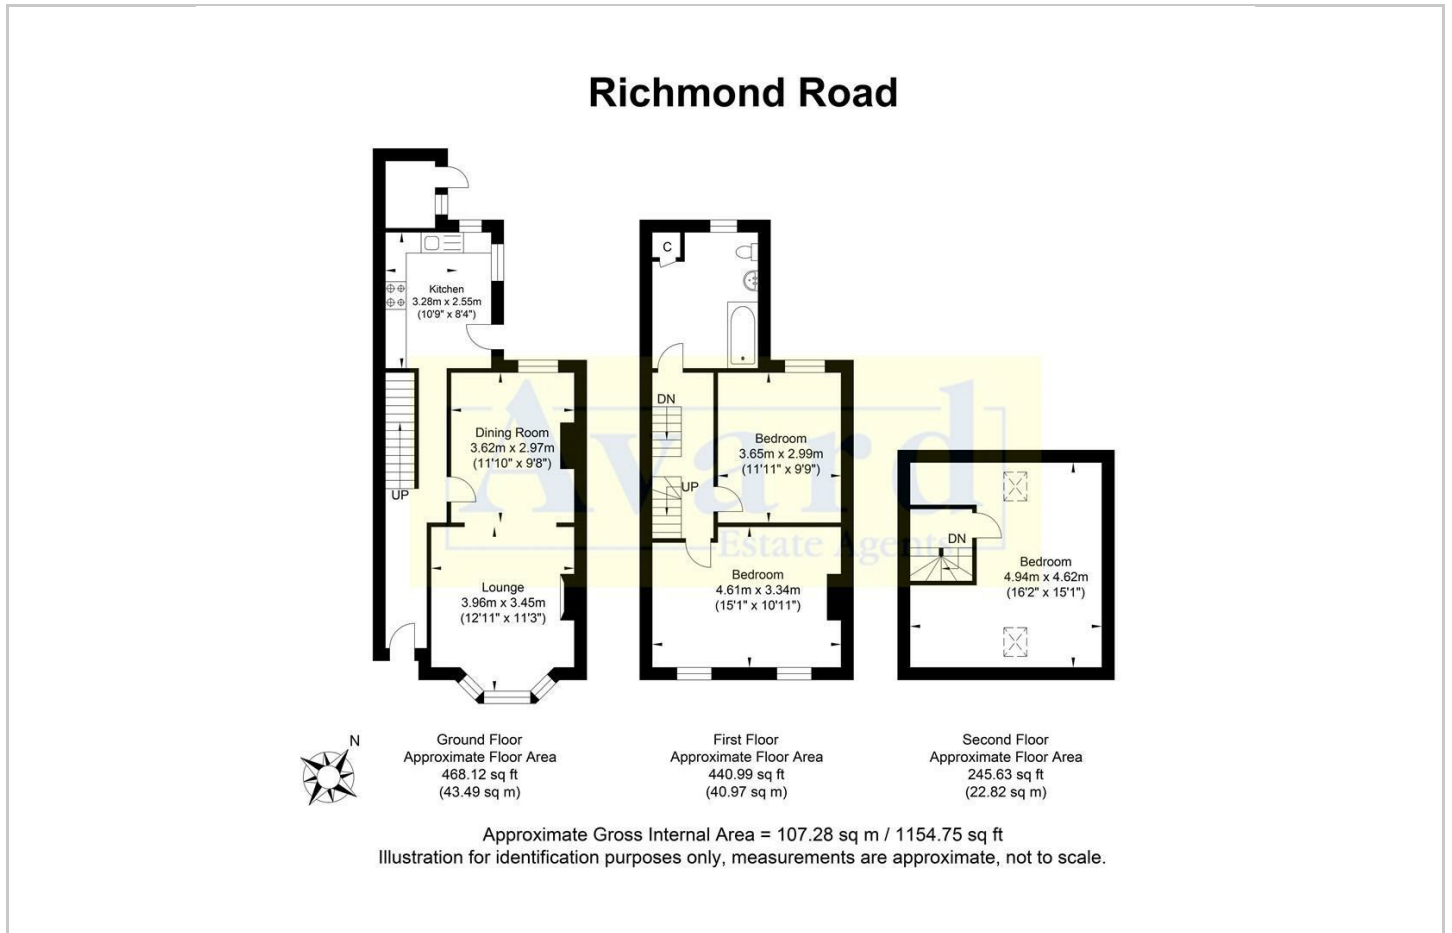 Richmond Road
Kitchen
3.28m x 2.55m
(10'9" x 8'4")
UP
Dining Room
3.62m x 2.97m
(11'10" x 9'8")
Lounge
3.96m x 3.45m
(12'11" x 11'3")
C
DN
UP
Bedroom
3.65m x 2.99m
(11'11" x 9'9")
Bedroom
4.61m x 3.34m
(15'1" x 10'11")
DN
Bedroom
4.94m x 4.62m
(16'2" x 15'1")
Avard
Estate Agents
N
Ground Floor
Approximate Floor Area
468.12 sq ft
(43.49 sq m)
First Floor
Approximate Floor Area
440.99 sq ft
(40.97 sq m)
Second Floor
Approximate Floor Area
245.63 sq ft
(22.82 sq m)
Approximate Gross Internal Area = 107.28 sq m / 1154.75 sq ft
Illustration for identification purposes only, measurements are approximate, not to scale.